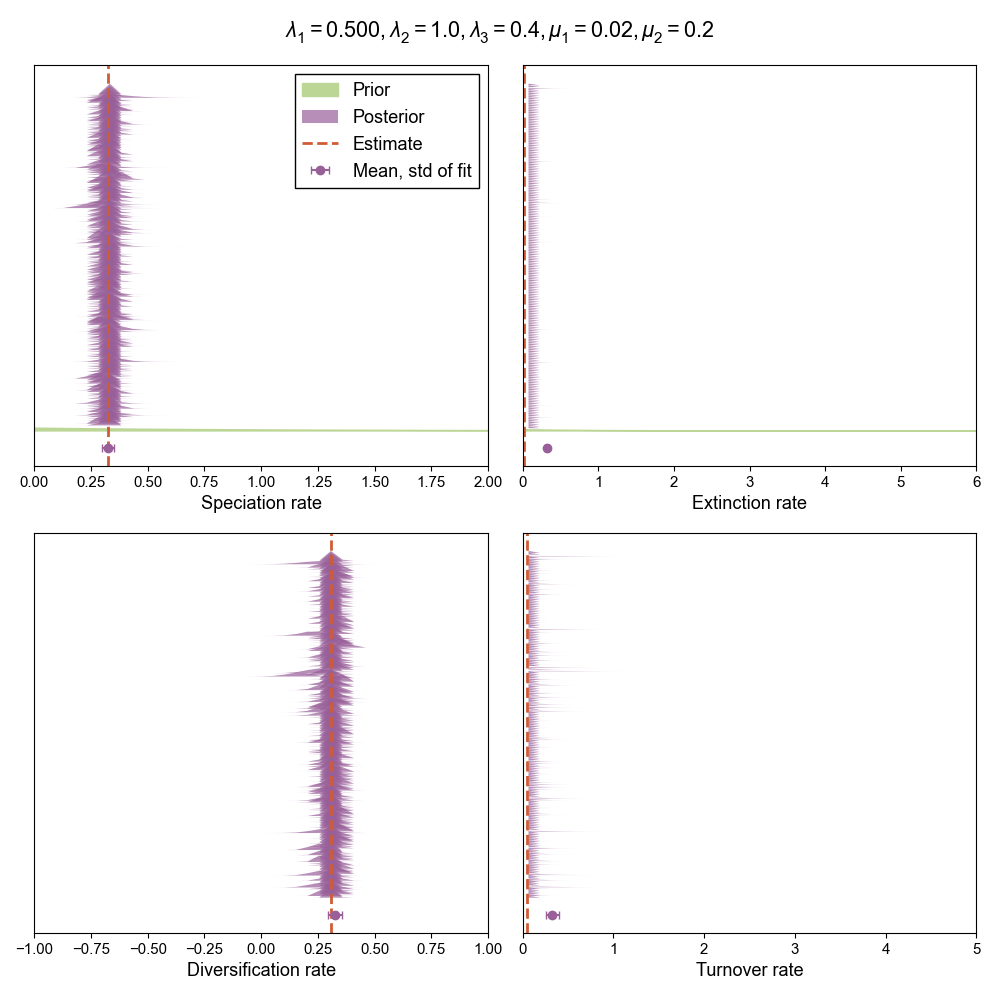 λ₁ = 0.500, λ₂ = 1.0, λ₃ = 0.4, μ₁ = 0.02, μ₂ = 0.2
Prior
Posterior
Estimate
Mean, std of fit
0.00 0.25 0.50 0.75 1.00 1.25 1.50 1.75 2.00
Speciation rate
0 1 2 3 4 5 6
Extinction rate
−1.00 −0.75 −0.50 −0.25 0.00 0.25 0.50 0.75 1.00
Diversification rate
0 1 2 3 4 5
Turnover rate